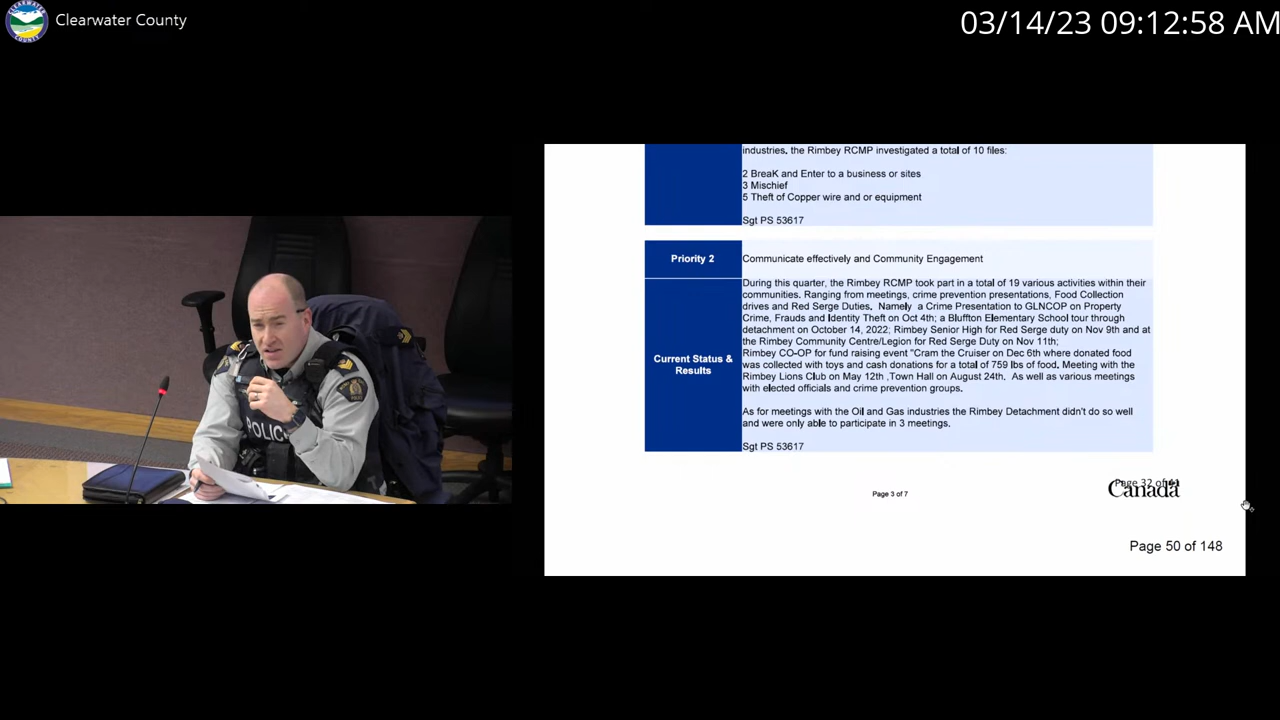 Clearwater County
03/14/23 09:12:58 AM
industries, the Rimbey RCMP investigated a total of 10 files:
2 BreaK and Enter to a business or sites
3 Mischief
5 Theft of Copper wire and or equipment
Sgt PS 53617
Priority 2
Communicate effectively and Community Engagement
Current Status &
Results
During this quarter, the Rimbey RCMP took part in a total of 19 various activities within their
communities. Ranging from meetings, crime prevention presentations, Food Collection
drives and Red Serge Duties. Namely a Crime Presentation to GLNCOP on Property
Crime, Frauds and Identity Theft on Oct 4th; a Bluffton Elementary School tour through
detachment on October 14, 2022; Rimbey Senior High for Red Serge duty on Nov 9th and at
the Rimbey Community Centre/Legion for Red Serge Duty on Nov 11th;
Rimbey CO-OP for fund raising event "Cram the Cruiser on Dec 6th where donated food
was collected with toys and cash donations for a total of 759 lbs of food. Meeting with the
Rimbey Lions Club on May 12th ,Town Hall on August 24th. As well as various meetings
with elected officials and crime prevention groups.
As for meetings with the Oil and Gas industries the Rimbey Detachment didn't do so well
and were only able to participate in 3 meetings.
Sgt PS 53617
Page 3 of 7
Page 32 of
Canada
Page 50 of 148
POLIC